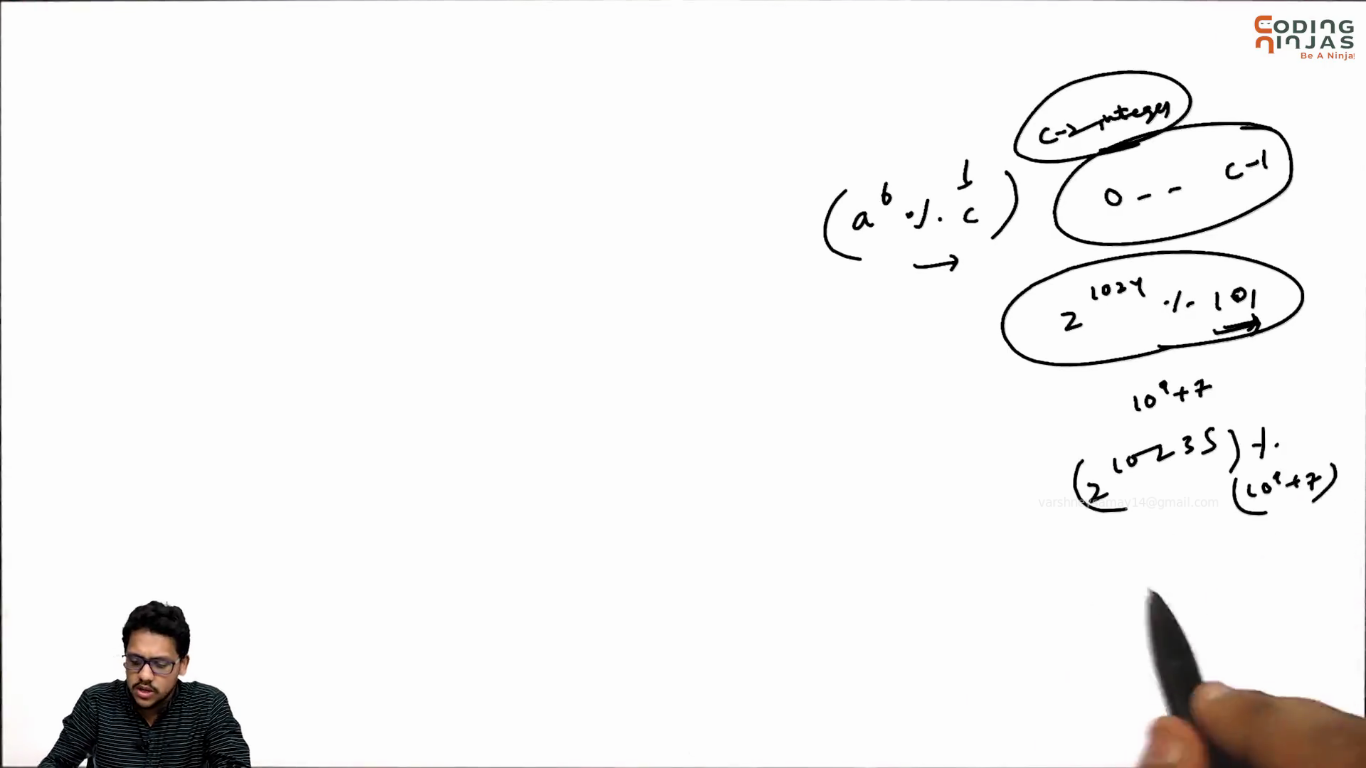 CODING
NINJAS
Be A Ninja
c→ integer
0 - - c-1
(a^b % c)
2^1024 % 101
10^9+7
(2^10235) %
(10^9+7)